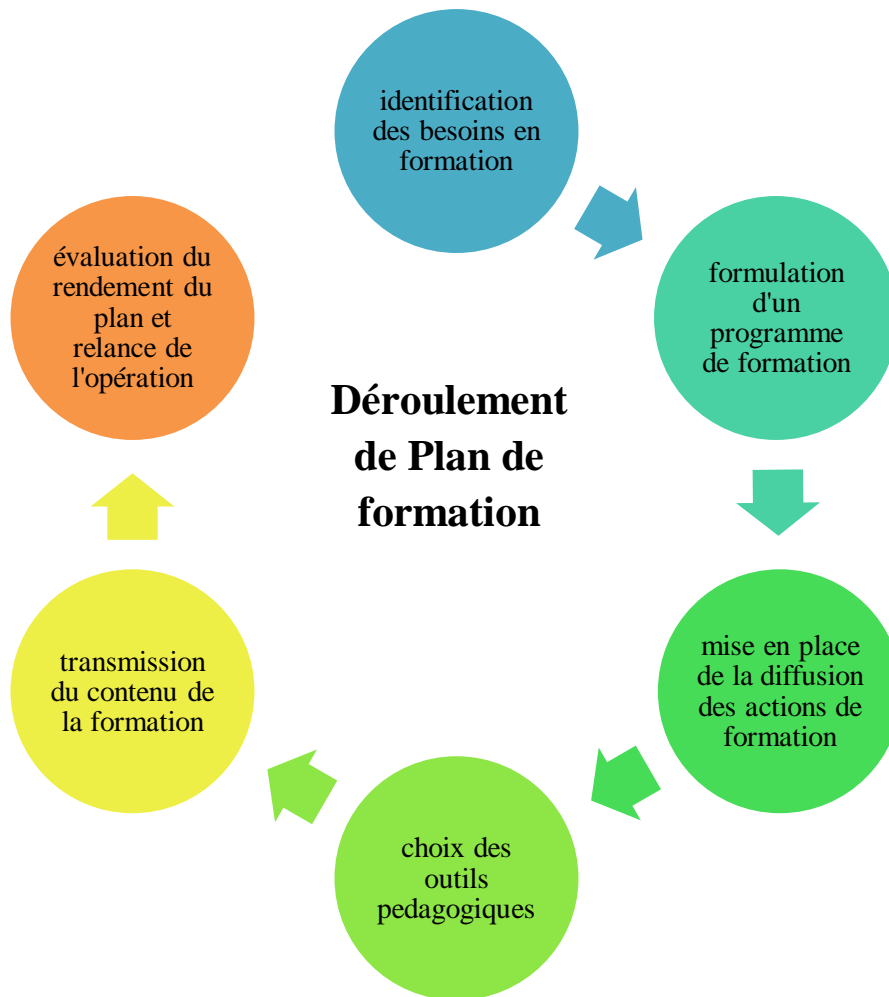 identification
des besoins en
formation
formulation
d'un
programme
de formation
mise en place
de la diffusion
des actions de
formation
choix des
outils
pedagogiques
transmission
du contenu de
la formation
évaluation du
rendement du
plan et
relance de
l'opération
Déroulement
de Plan de
formation